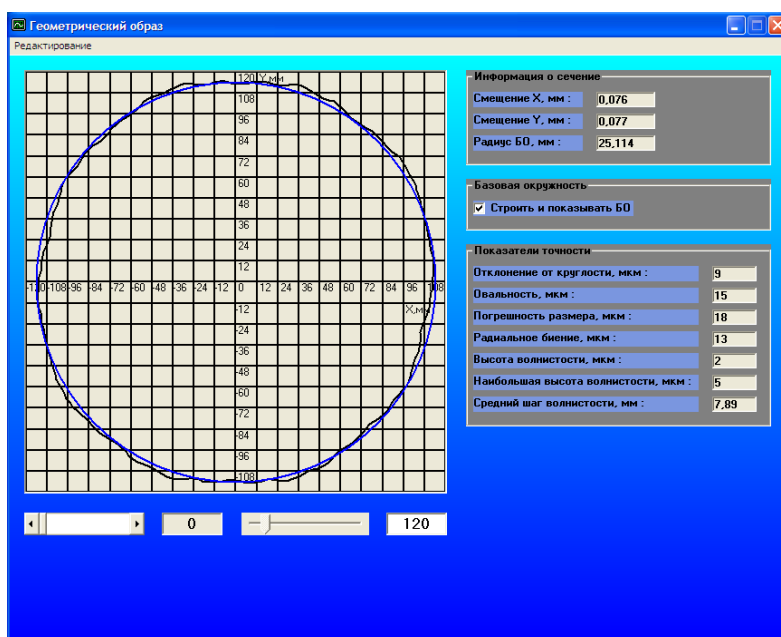 Геометрический образ
Редактирование
120 Y,мм
108
96
84
72
60
48
36
24
12
-120 -108 -96 -84 -72 -60 -48 -36 -24 -12 0 12 24 36 48 60 72 84 96 108
X,мм
-12
-24
-36
-48
-60
-72
-84
-96
-108
0
120
Информация о сечение
Смещение X, мм : 0,076
Смещение Y, мм : 0,077
Радиус БО, мм : 25,114
Базовая окружность
Строить и показывать БО
Показатели точности
Отклонение от круглости, мкм : 9
Овальность, мкм : 15
Погрешность размера, мкм : 18
Радиальное биение, мкм : 13
Высота волнистости, мкм : 2
Наибольшая высота волнистости, мкм : 5
Средний шаг волнистости, мм : 7,89